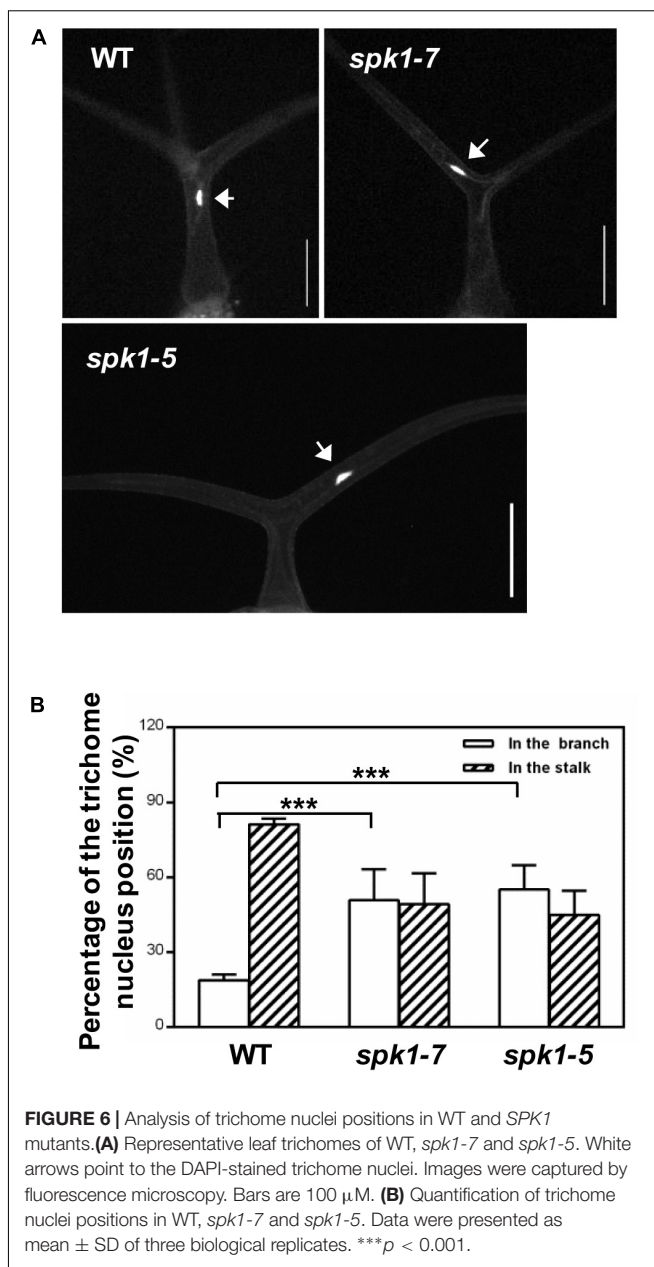 A
WT
spk1-7
spk1-5
B
Percentage of the trichome
nucleus position (%)
120
90
60
30
0
In the branch
In the stalk
***
***
WT
spk1-7
spk1-5
FIGURE 6 | Analysis of trichome nuclei positions in WT and SPK1
mutants.(A) Representative leaf trichomes of WT, spk1-7 and spk1-5. White
arrows point to the DAPI-stained trichome nuclei. Images were captured by
fluorescence microscopy. Bars are 100 μM. (B) Quantification of trichome
nuclei positions in WT, spk1-7 and spk1-5. Data were presented as
mean ± SD of three biological replicates. ***p < 0.001.